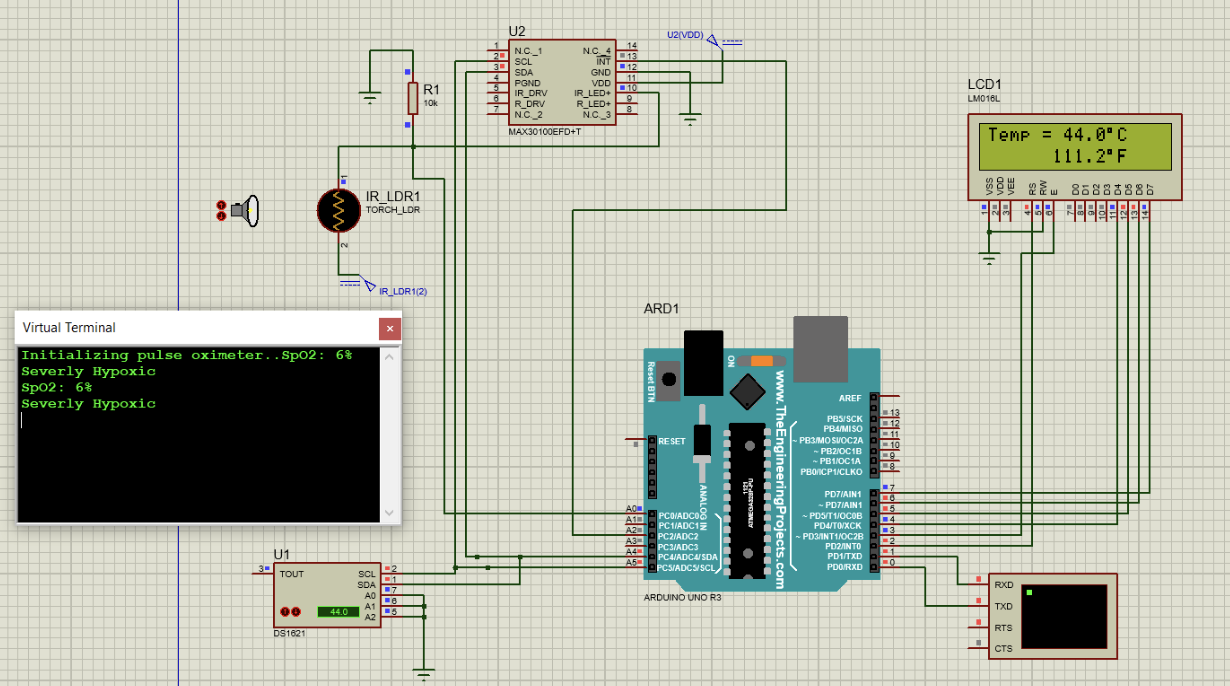 U2
U2(VDD)
1 N.C._1 N.C._4 14
2 SCL INT 13
3 SDA GND 12
4 PGND VDD 11
5 IR_DRV IR_LED+ 10
6 R_DRV R_LED+ 9
7 N.C._2 N.C._3 8
MAX30100EFD+T
R1
10k
LCD1
LM016L
Temp = 44.0°C
111.2°F
VSS VDD VEE RS RW E D0 D1 D2 D3 D4 D5 D6 D7
1 2 3 4 5 6 7 8 9 10 11 12 13 14
1
IR_LDR1
TORCH_LDR
2
IR_LDR1(2)
Virtual Terminal
Initializing pulse oximeter..SpO2: 6%
Severly Hypoxic
SpO2: 6%
Severly Hypoxic
ARD1
Reset BTN
ON
www.TheEngineeringProjects.com
ANALOG IN
RESET
AREF
PB5/SCK 13
PB4/MISO 12
~ PB3/MOSI/OC2A 11
~ PB2/OC1B 10
~ PB1/OC1A 9
PB0/ICP1/CLKO 8
PD7/AIN1 7
~ PD7/AIN1 6
~ PD5/T1/OC0B 5
PD4/T0/XCK 4
~ PD3/INT1/OC2B 3
PD2/INT0 2
PD1/TXD 1
PD0/RXD 0
A0 PC0/ADC0
A1 PC1/ADC1
A2 PC2/ADC2
A3 PC3/ADC3
A4 PC4/ADC4/SDA
A5 PC5/ADC5/SCL
ARDUINO UNO R3
U1
3 TOUT SCL 2
SDA 1
A0 7
A1 6
A2 5
44.0
DS1621
RXD
TXD
RTS
CTS